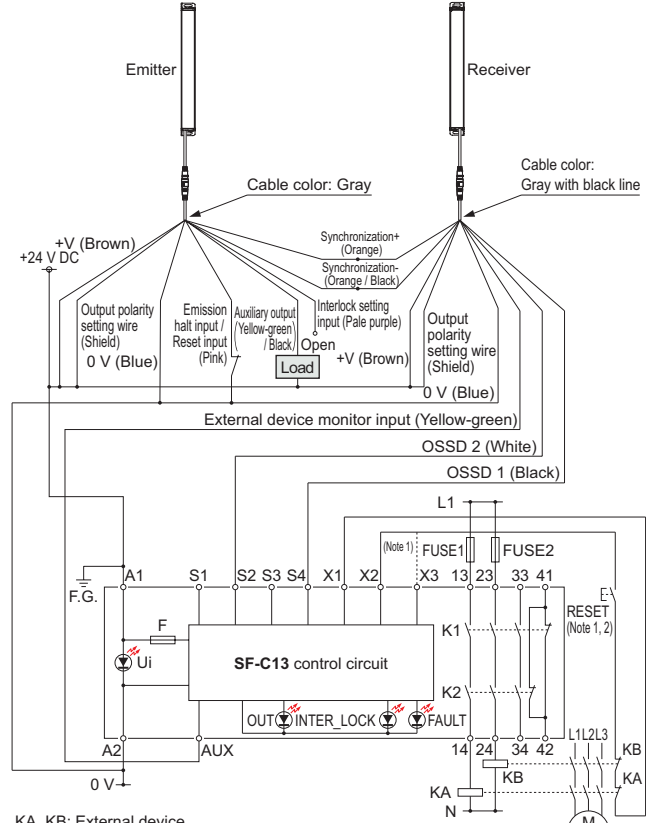 Emitter
Receiver
Cable color: Gray
Cable color:
Gray with black line
+V (Brown)
+24 V DC
Synchronization+
(Orange)
Synchronization-
(Orange / Black)
Output polarity
setting wire
(Shield)
0 V (Blue)
Emission
halt input /
Reset input
(Pink)
Auxiliary output
(Yellow-green
/ Black)
Interlock setting
input (Pale purple)
Open
Load
+V (Brown)
Output
polarity
setting wire
(Shield)
0 V (Blue)
External device monitor input (Yellow-green)
OSSD 2 (White)
OSSD 1 (Black)
L1
(Note 1)
FUSE1
FUSE2
F.G.
A1
S1
S2
S3
S4
X1
X2
X3
13
23
33
41
RESET
(Note 1, 2)
F
Ui
SF-C13 control circuit
K1
K2
OUT
INTER_LOCK
FAULT
A2
AUX
14
24
34
42
L1L2L3
KB
KA
0 V
KB
KA
N
M
KA, KB: External device